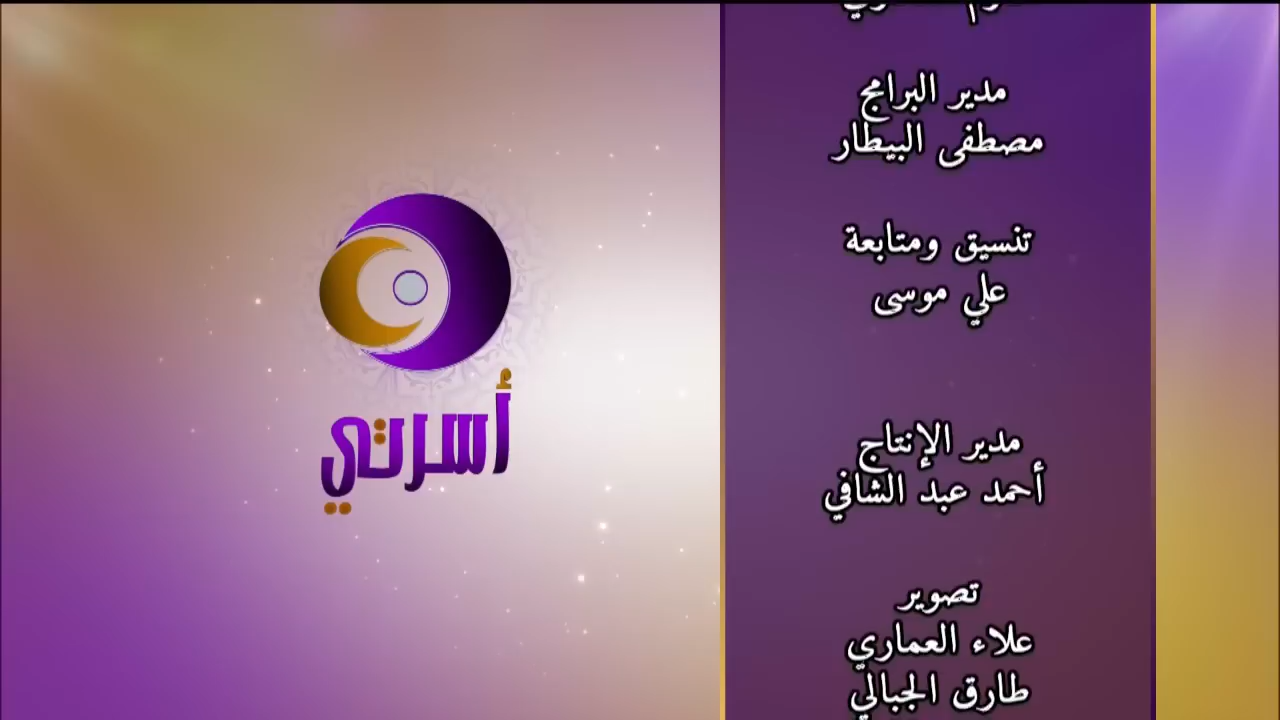 مدير البرامج
مصطفى البيطار
تنسيق ومتابعة
علي موسى
مدير الإنتاج
أحمد عبد الشافي
تصوير
علاء العماري
طارق الجبالي
أسرتي